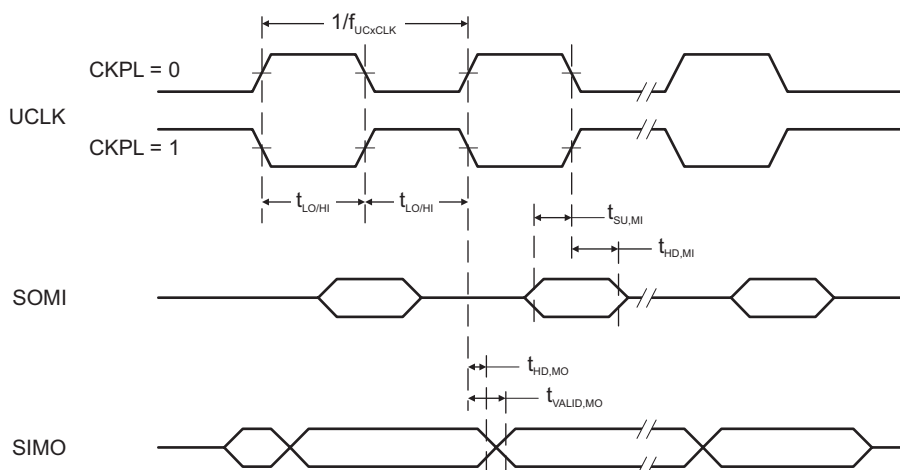 1/fUCxCLK
CKPL = 0
UCLK
CKPL = 1
tLO/HI tLO/HI
tSU,MI
tHD,MI
SOMI
tHD,MO
tVALID,MO
SIMO